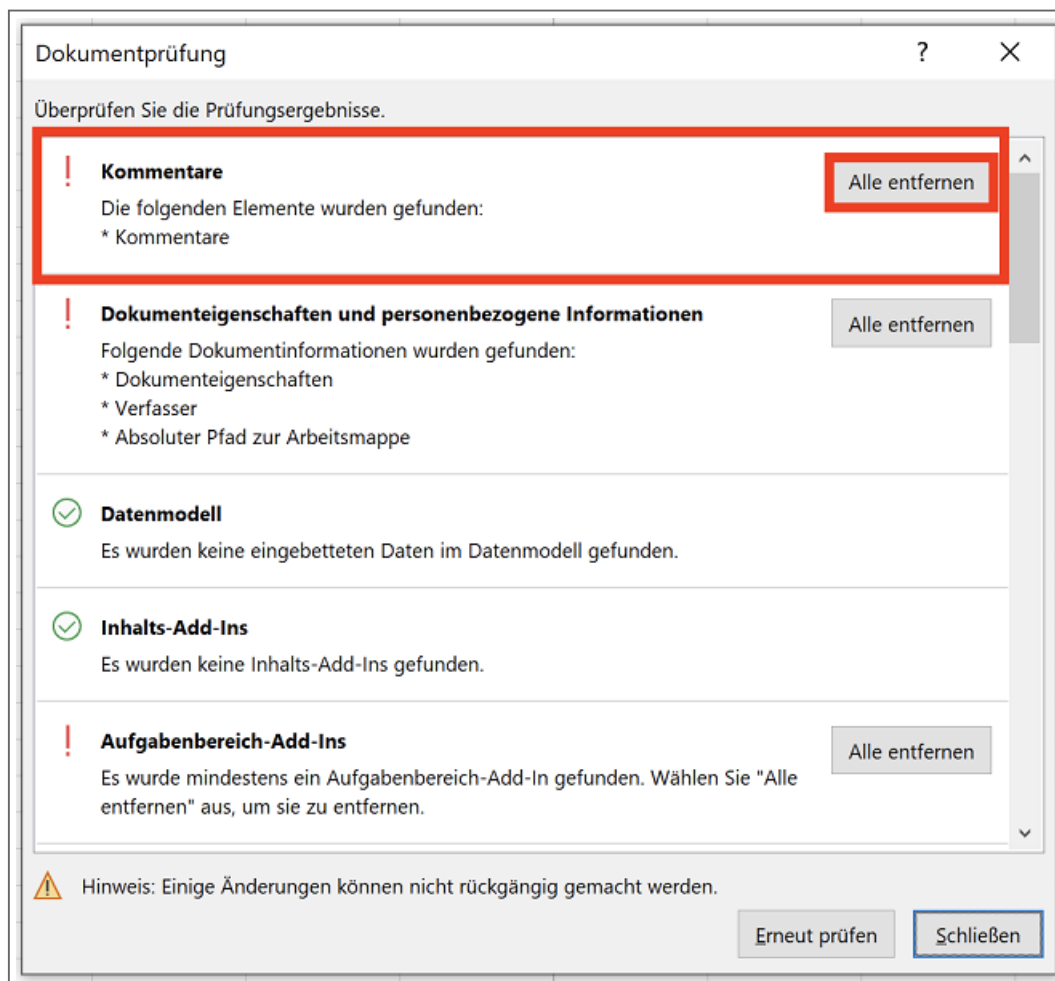 Dokumentprüfung
?
Überprüfen Sie die Prüfungsergebnisse.
Kommentare
Alle entfernen
Die folgenden Elemente wurden gefunden:
* Kommentare
Dokumenteigenschaften und personenbezogene Informationen
Alle entfernen
Folgende Dokumentinformationen wurden gefunden:
* Dokumenteigenschaften
* Verfasser
* Absoluter Pfad zur Arbeitsmappe
Datenmodell
Es wurden keine eingebetteten Daten im Datenmodell gefunden.
Inhalts-Add-Ins
Es wurden keine Inhalts-Add-Ins gefunden.
Aufgabenbereich-Add-Ins
Alle entfernen
Es wurde mindestens ein Aufgabenbereich-Add-In gefunden. Wählen Sie "Alle
entfernen" aus, um sie zu entfernen.
Hinweis: Einige Änderungen können nicht rückgängig gemacht werden.
Erneut prüfen
Schließen